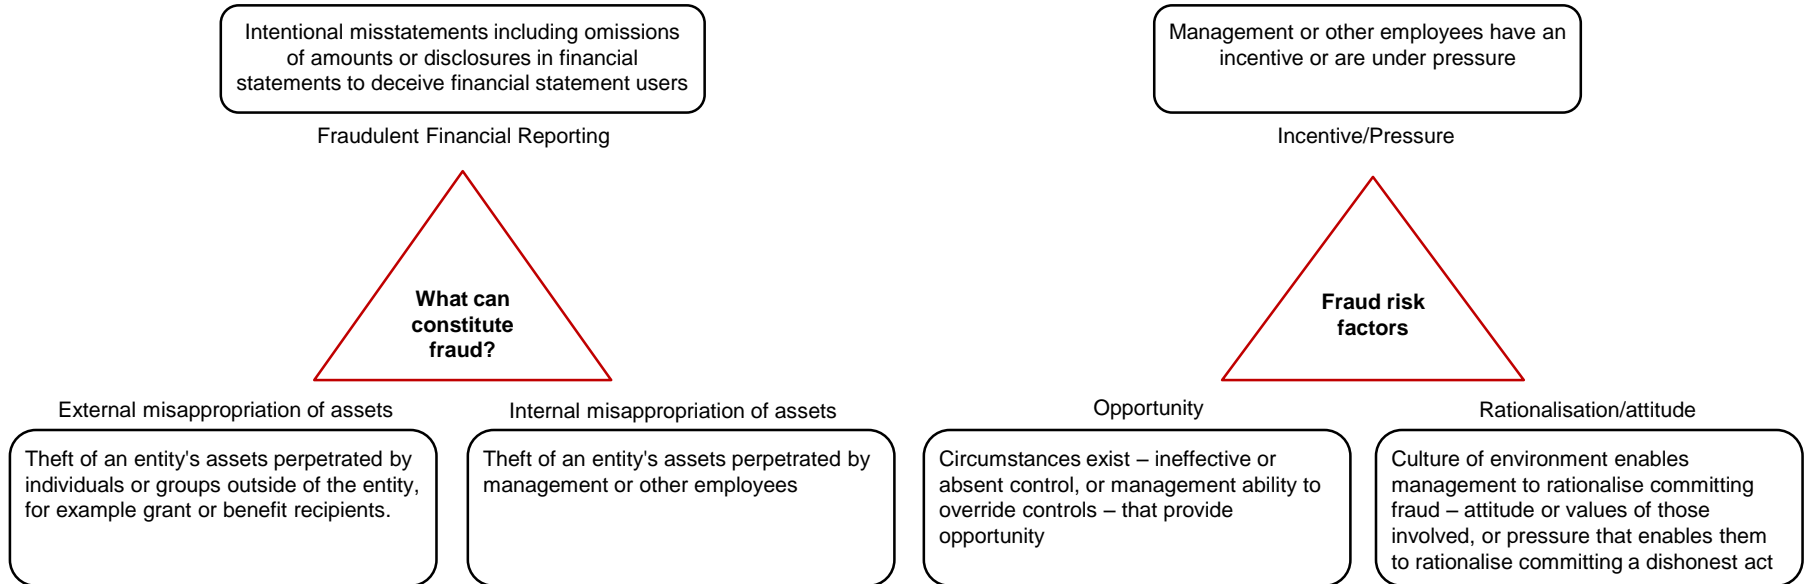 Intentional misstatements including omissions
of amounts or disclosures in financial
statements to deceive financial statement users
Fraudulent Financial Reporting
What can
constitute
fraud?
External misappropriation of assets
Theft of an entity's assets perpetrated by
individuals or groups outside of the entity,
for example grant or benefit recipients.
Internal misappropriation of assets
Theft of an entity's assets perpetrated by
management or other employees
Management or other employees have an
incentive or are under pressure
Incentive/Pressure
Fraud risk
factors
Opportunity
Circumstances exist – ineffective or
absent control, or management ability to
override controls – that provide
opportunity
Rationalisation/attitude
Culture of environment enables
management to rationalise committing
fraud – attitude or values of those
involved, or pressure that enables them
to rationalise committing a dishonest act